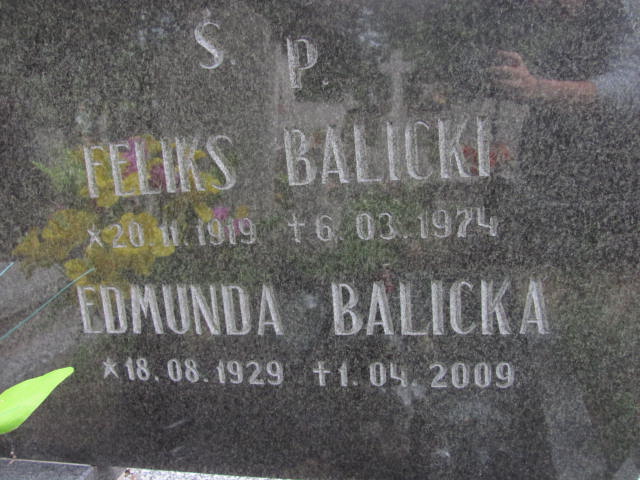 Ś. P.
FELIKS BALICKI
*20.11.1919 +6.03.1974
EDMUNDA BALICKA
*18.08.1929 +1.04.2009